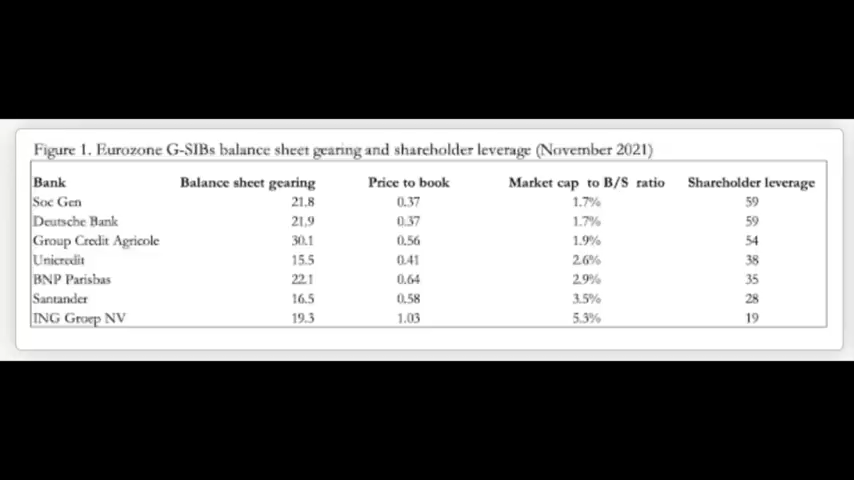 Figure 1. Eurozone G-SIBs balance sheet gearing and shareholder leverage (November 2021)
Bank Balance sheet gearing Price to book Market cap to B/S ratio Shareholder leverage
Soc Gen 21.8 0.37 1.7% 59
Deutsche Bank 21.9 0.37 1.7% 59
Group Credit Agricole 30.1 0.56 1.9% 54
Unicredit 15.5 0.41 2.6% 38
BNP Parisbas 22.1 0.64 2.9% 35
Santander 16.5 0.58 3.5% 28
ING Groep NV 19.3 1.03 5.3% 19